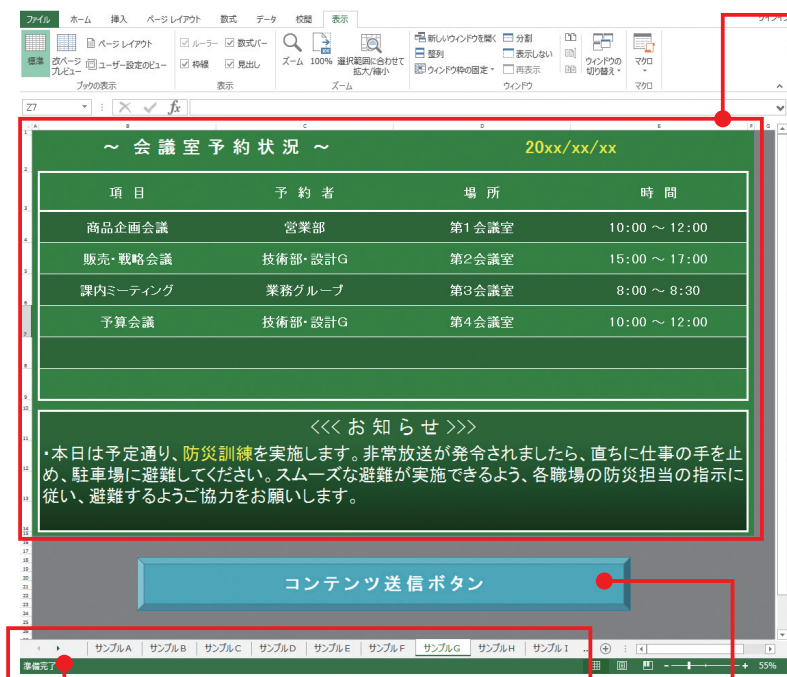 ファイル ホーム 挿入 ページ レイアウト 数式 データ 校閲 表示
標準 改ページ プレビュー ページ レイアウト ユーザー設定のビュー
ブックの表示
ルーラー 数式バー
枠線 見出し
表示
ズーム 100% 選択範囲に合わせて 拡大/縮小
ズーム
新しいウィンドウを開く 分割
整列 表示しない
ウィンドウ枠の固定 再表示
ウィンドウの 切り替え
ウィンドウ
マクロ
マクロ
Z7 fx
A B C D E F G
～ 会議室予約状況 ～ 20xx/xx/xx
項 目 予 約 者 場 所 時 間
商品企画会議 営業部 第1会議室 10:00 ～ 12:00
販売・戦略会議 技術部・設計G 第2会議室 15:00 ～ 17:00
課内ミーティング 業務グループ 第3会議室 8:00 ～ 8:30
予算会議 技術部・設計G 第4会議室 10:00 ～ 12:00
<<< お 知 ら せ >>>
・本日は予定通り、防災訓練を実施します。非常放送が発令されましたら、直ちに仕事の手を止
め、駐車場に避難してください。スムーズな避難が実施できるよう、各職場の防災担当の指示に
従い、避難するようご協力をお願いします。
コンテンツ送信ボタン
サンプルA サンプルB サンプルC サンプルD サンプルE サンプルF サンプルG サンプルH サンプルI ...
準備完了 55%